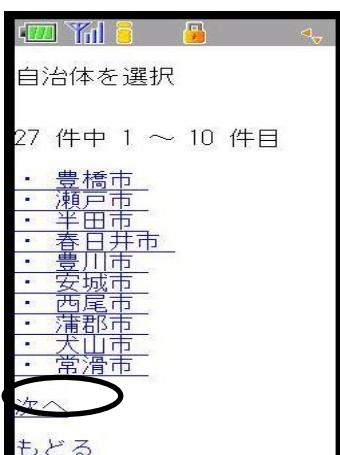 自治体を選択
27 件中 1 ～ 10 件目
・ 豊橋市
・ 瀬戸市
・ 半田市
・ 春日井市
・ 豊川市
・ 安城市
・ 西尾市
・ 蒲郡市
・ 犬山市
・ 常滑市
次へ
もどる